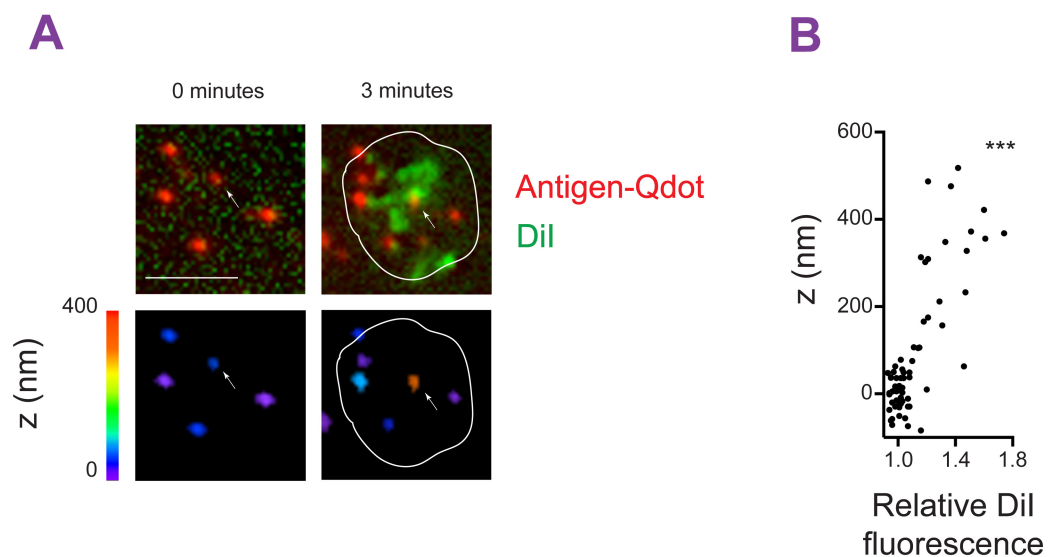 A
B
0 minutes
3 minutes
Antigen-Qdot
DiI
400
z (nm)
0
600
400
200
0
z (nm)
***
1.0
1.4
1.8
Relative DiI
fluorescence